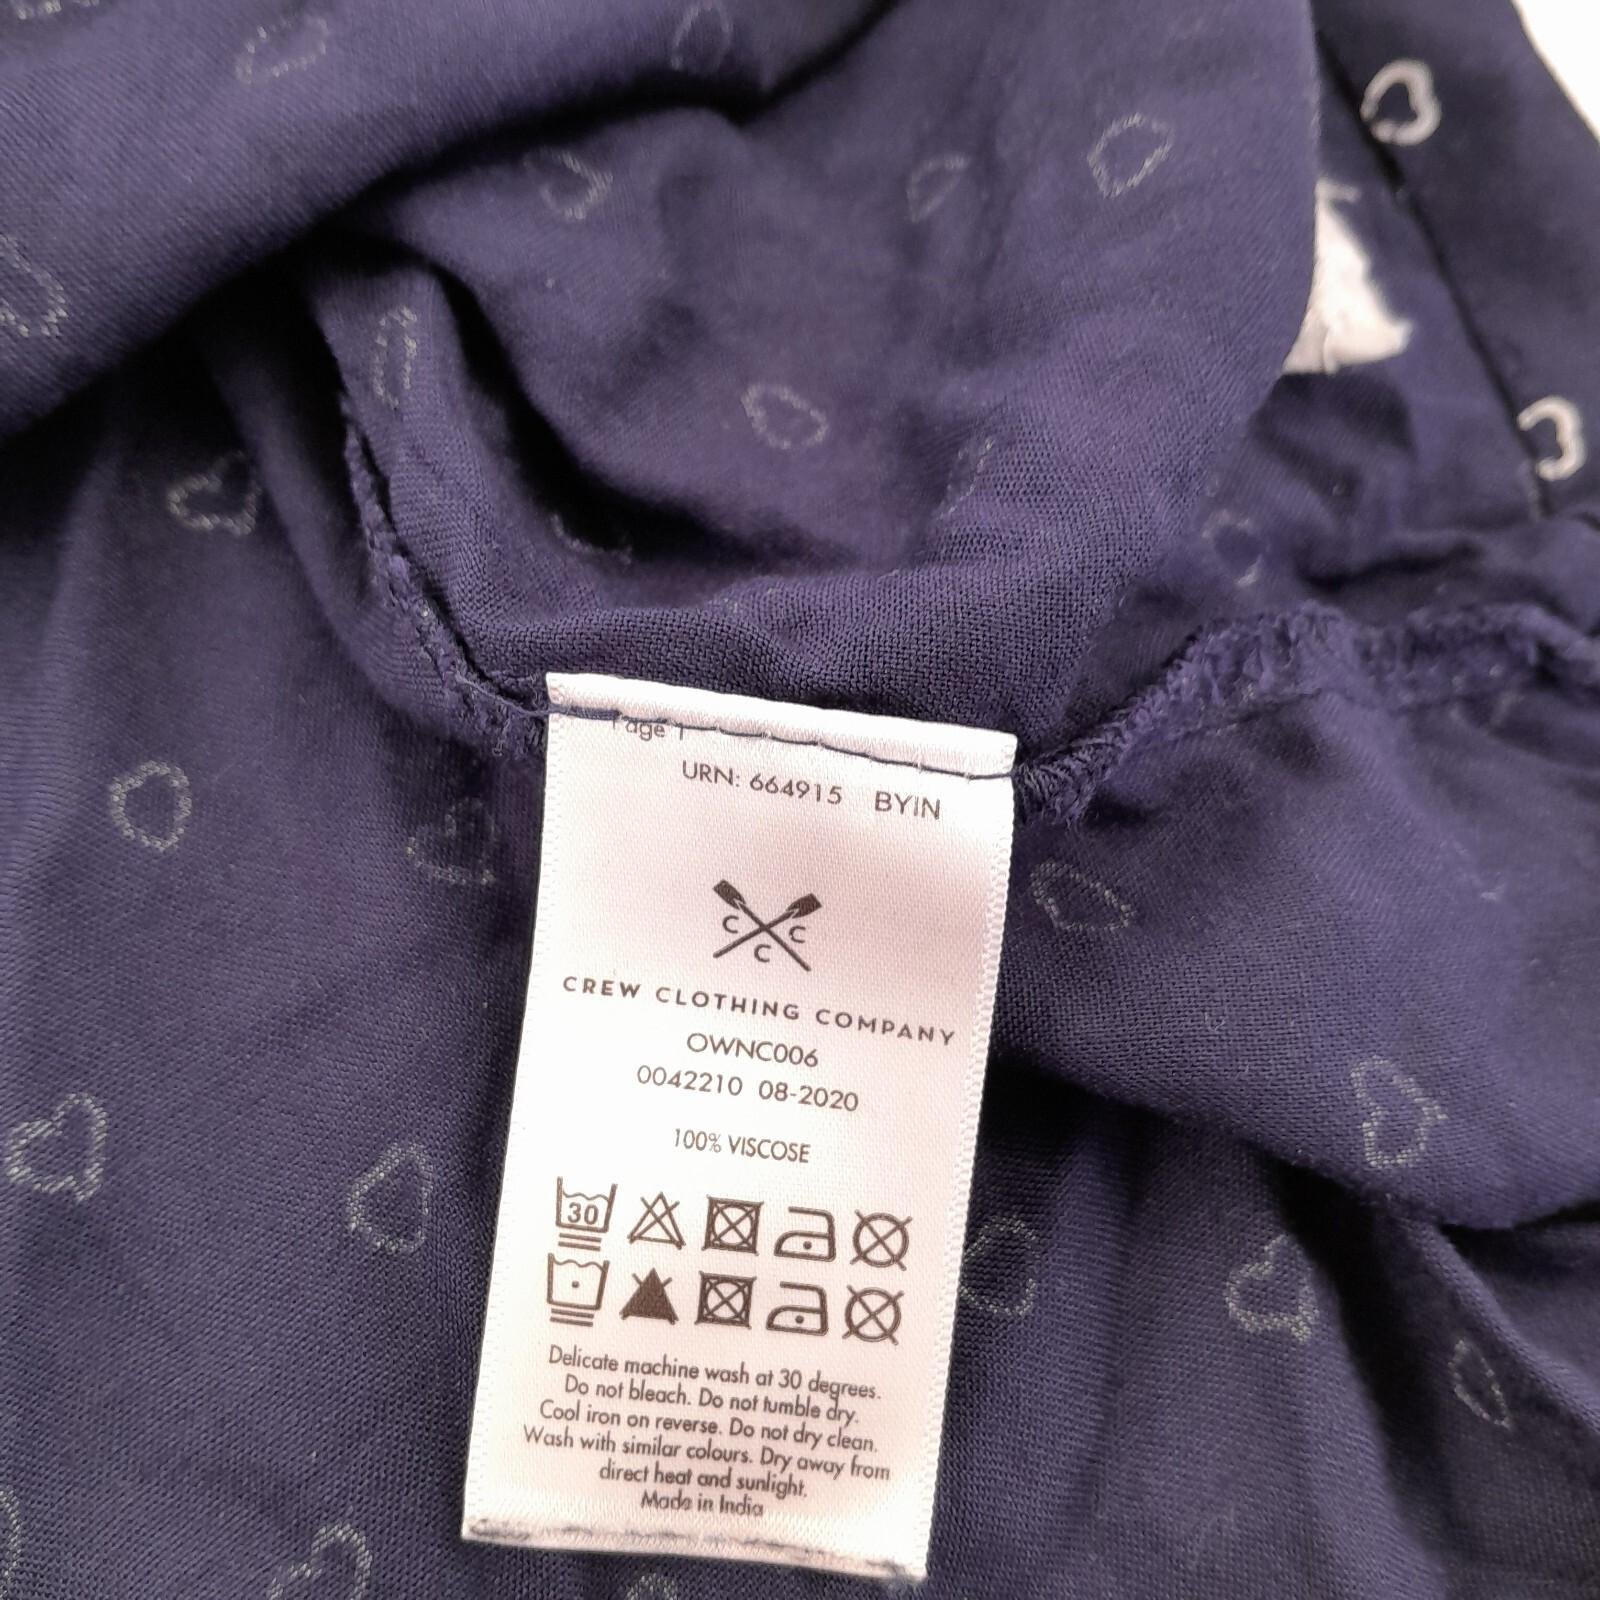 Page 1
URN: 664915 BYIN
C C
C
CREW CLOTHING COMPANY
OWNC006
0042210 08-2020
100% VISCOSE
30
Delicate machine wash at 30 degrees.
Do not bleach. Do not tumble dry.
Cool iron on reverse. Do not dry clean.
Wash with similar colours. Dry away from
direct heat and sunlight.
Made in India